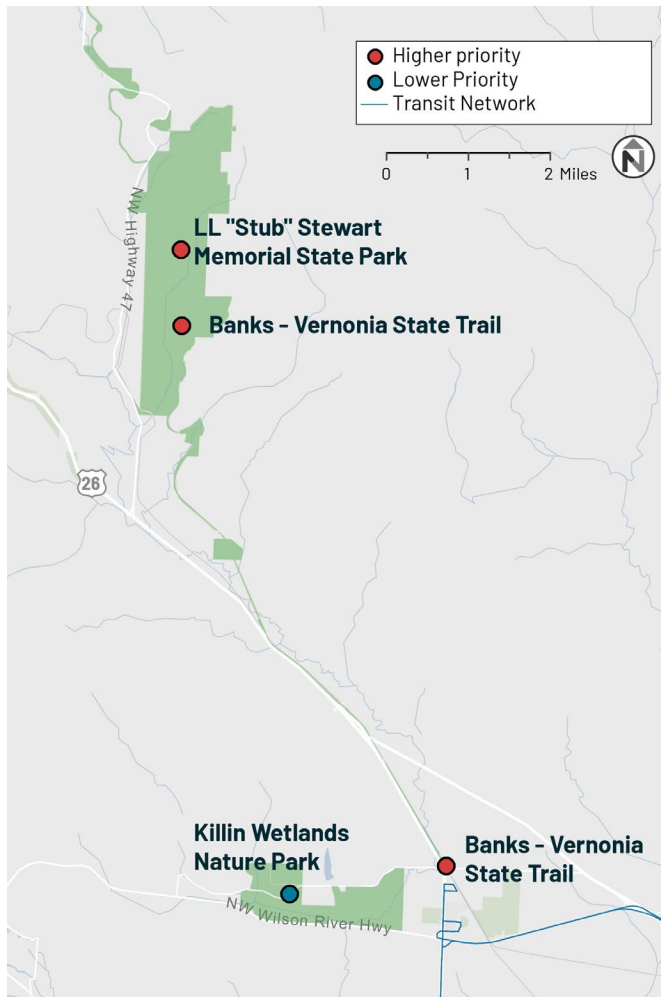 Higher priority
Lower Priority
Transit Network
0 1 2 Miles
N
NW Highway 47
LL "Stub" Stewart
Memorial State Park
Banks - Vernonia State Trail
26
Killin Wetlands
Nature Park
Banks - Vernonia
State Trail
NW Wilson River Hwy